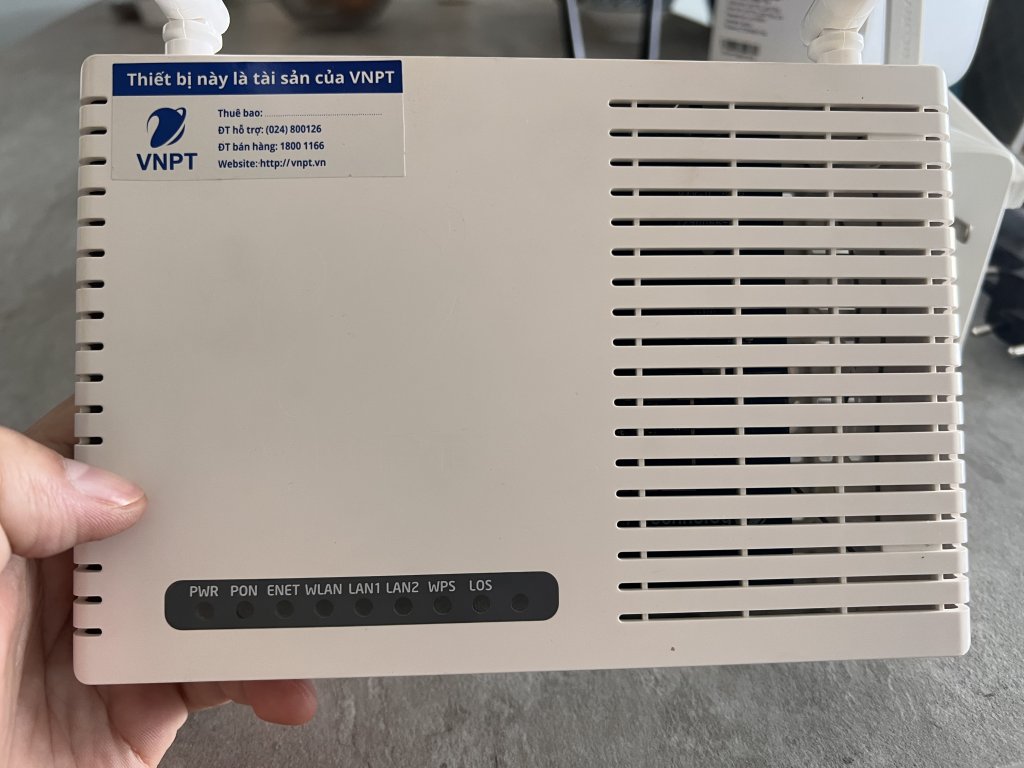 Thiết bị này là tài sản của VNPT
VNPT
Thuê bao: ........................................
ĐT hỗ trợ: (024) 800126
ĐT bán hàng: 1800 1166
Website: http://vnpt.vn
PWR PON ENET WLAN LAN1 LAN2 WPS LOS